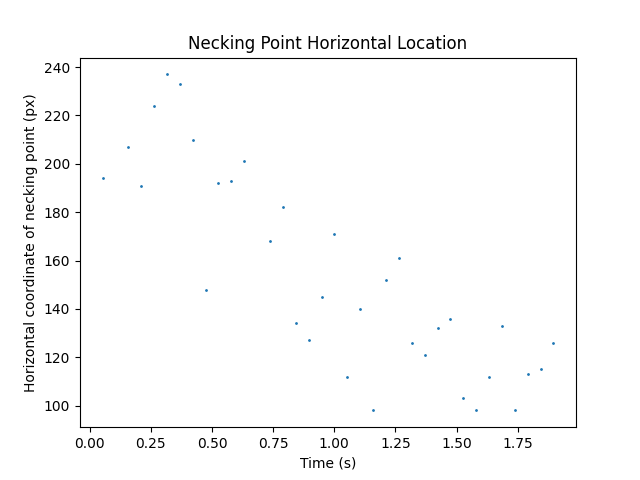 Necking Point Horizontal Location
Horizontal coordinate of necking point (px)
240
220
200
180
160
140
120
100
0.00 0.25 0.50 0.75 1.00 1.25 1.50 1.75
Time (s)